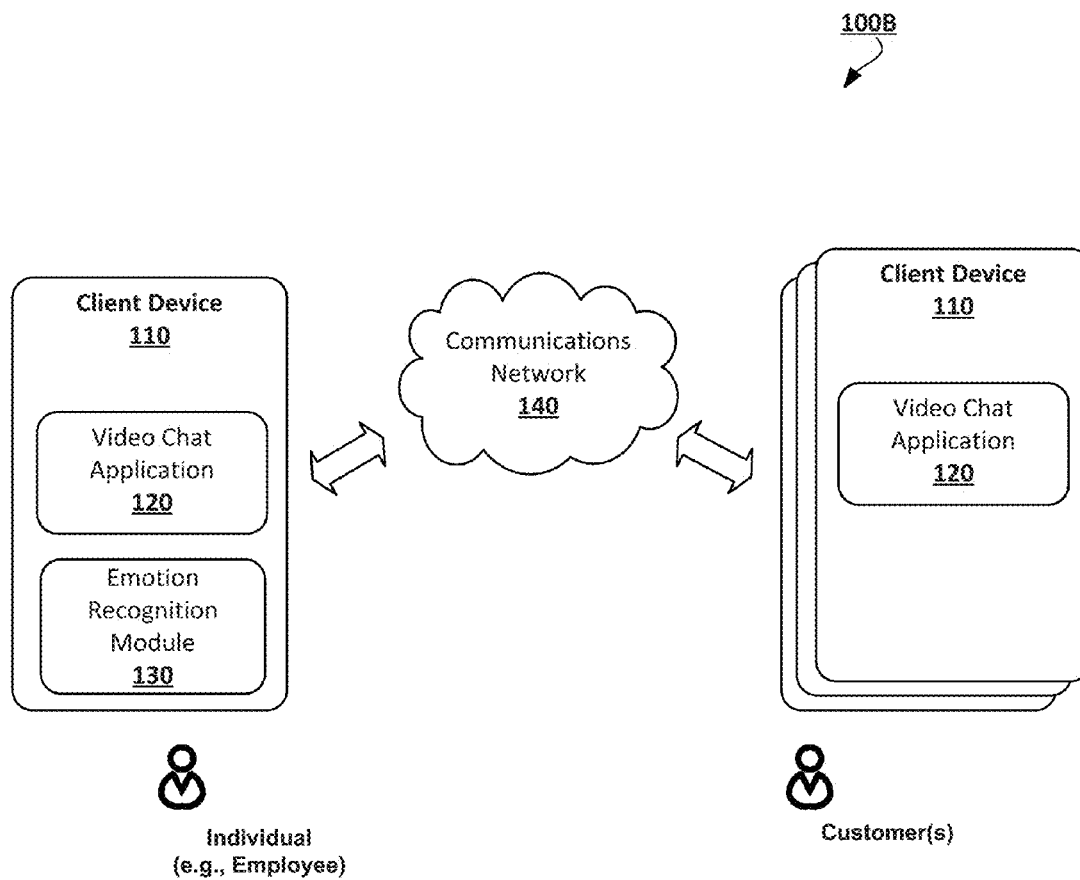 100B
Client Device
110
Video Chat
Application
120
Emotion
Recognition
Module
130
Individual
(e.g., Employee)
Communications
Network
140
Client Device
110
Video Chat
Application
120
Customer(s)